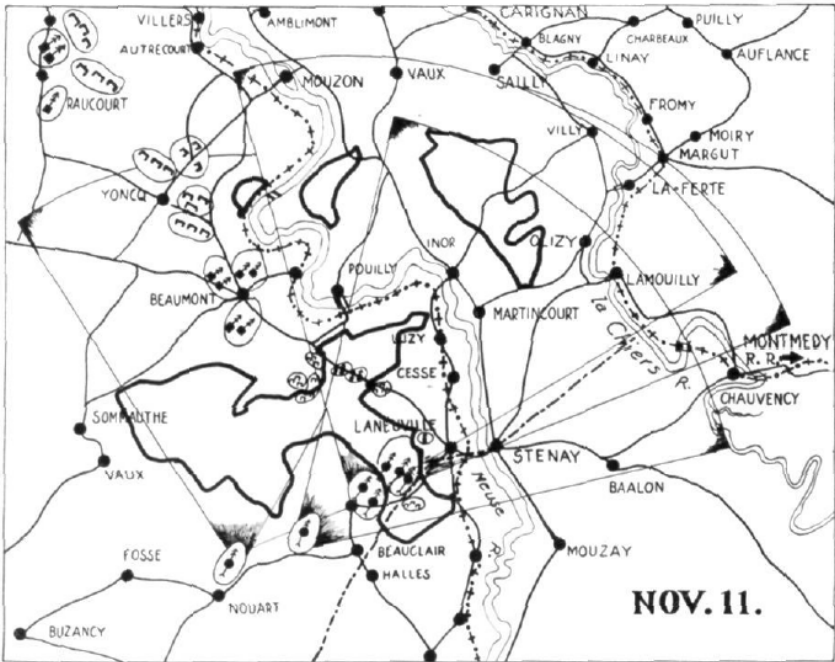 VILLERS
AMBLIMONT
CARIGNAN
PUILLY
BLAGNY
CHARBEAUX
AUTRECOURT
LINAY
AUFLANCE
MOUZON
VAUX
SAILLY
RAUCOURT
FROMY
VILLY
MOIRY
MARGUT
LA-FERTE
YONCQ
OLIZY
INOR
POUILLY
LAMOUILLY
BEAUMONT
MARTINCOURT
La Chiers R.
LUZY
MONTMEDY
R. R.
CESSE
CHAUVENCY
SOMMAUTHE
LANEUVILLE
STENAY
VAUX
Meuse R.
BAALON
BEAUCLAIR
MOUZAY
FOSSE
HALLES
NOUART
NOV. 11.
BUZANCY